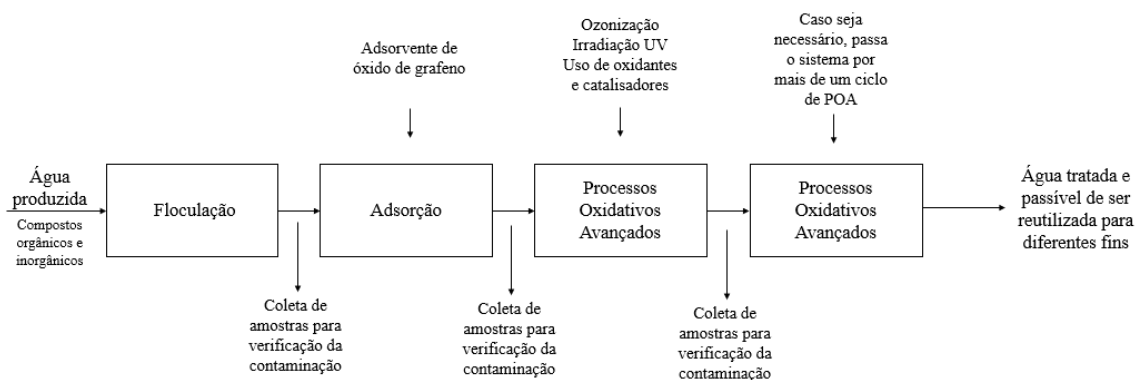 Água
produzida
Compostos
orgânicos e
inorgânicos
Floculação
Coleta de
amostras para
verificação da
contaminação
Adsorvente de
óxido de grafeno
Adsorção
Coleta de
amostras para
verificação da
contaminação
Ozonização
Irradiação UV
Uso de oxidantes
e catalisadores
Processos
Oxidativos
Avançados
Coleta de
amostras para
verificação da
contaminação
Caso seja
necessário, passa
o sistema por
mais de um ciclo
de POA
Processos
Oxidativos
Avançados
Água tratada e
passível de ser
reutilizada para
diferentes fins